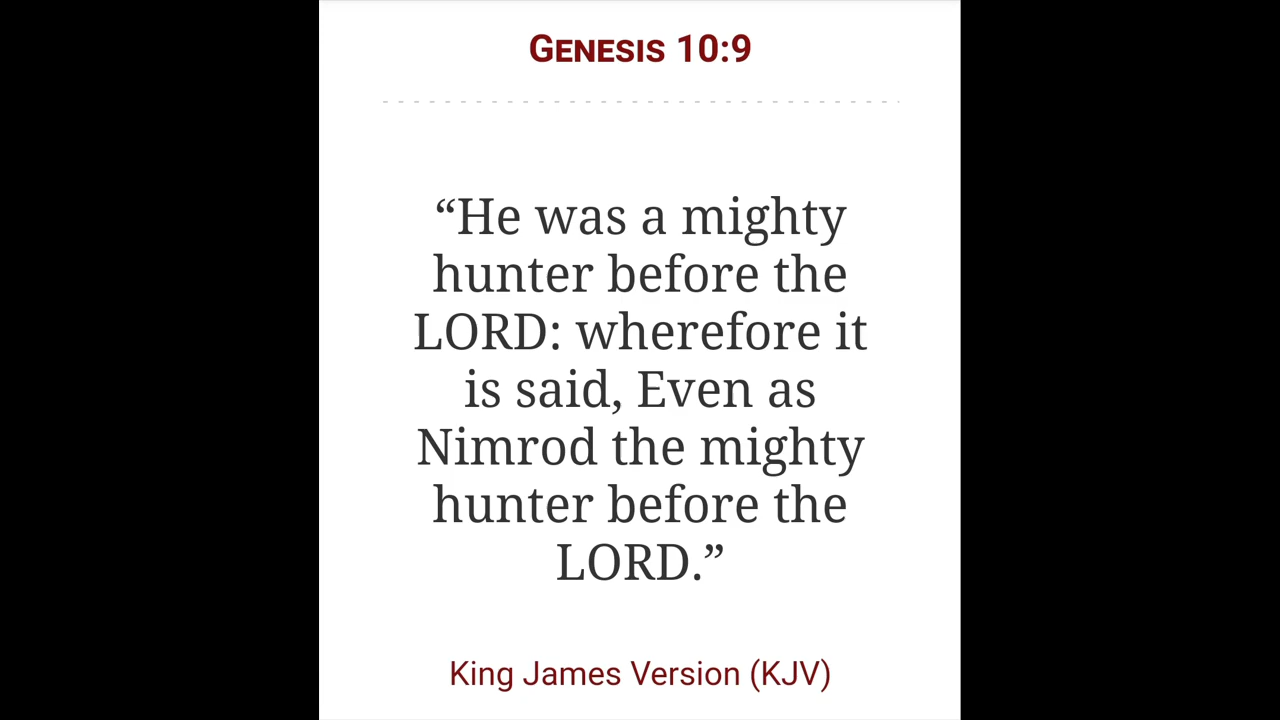 GENESIS 10:9
“He was a mighty
hunter before the
LORD: wherefore it
is said, Even as
Nimrod the mighty
hunter before the
LORD.”
King James Version (KJV)